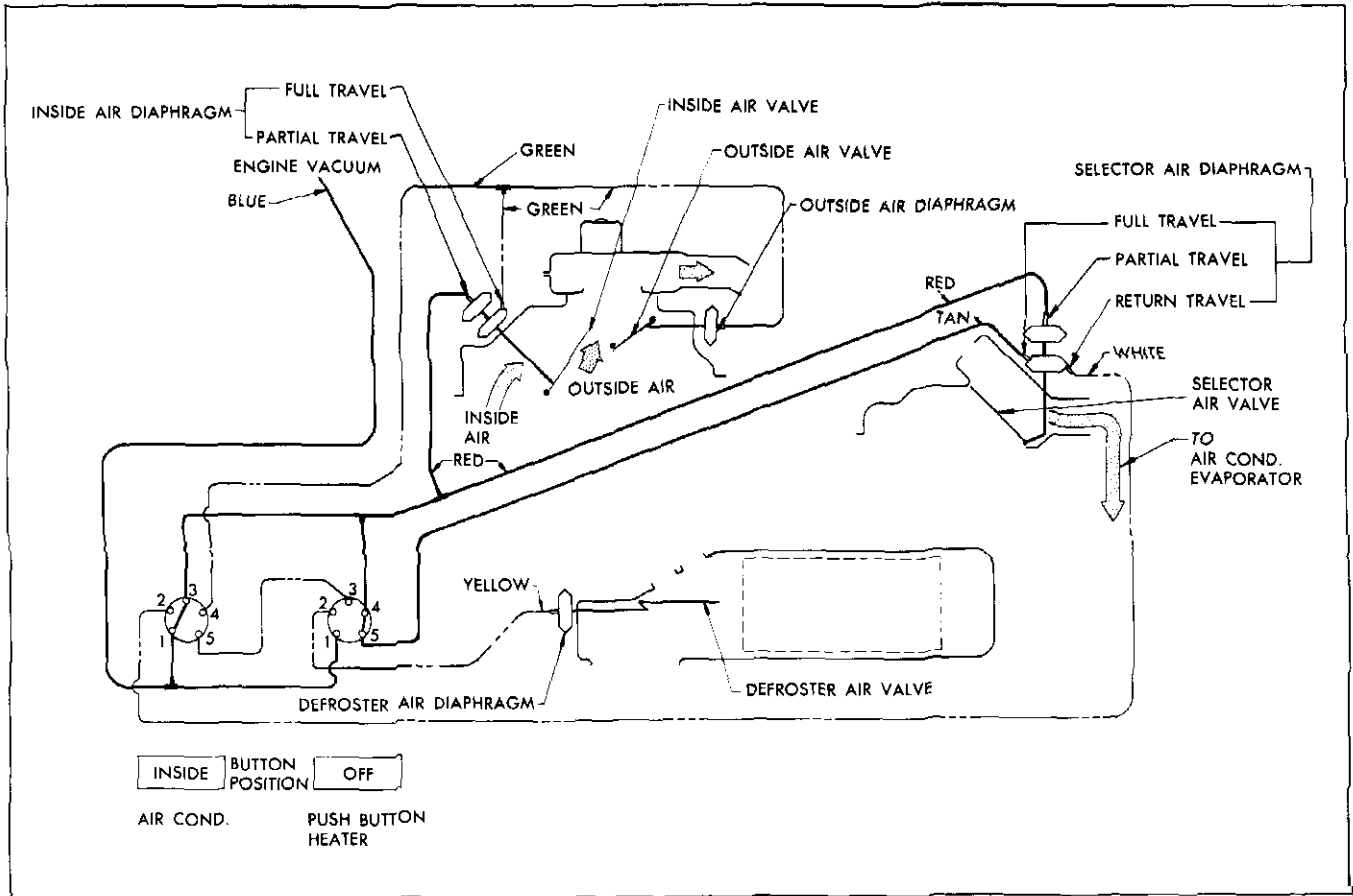 INSIDE AIR DIAPHRAGM
FULL TRAVEL
PARTIAL TRAVEL
ENGINE VACUUM
BLUE
GREEN
GREEN
INSIDE AIR VALVE
OUTSIDE AIR VALVE
OUTSIDE AIR DIAPHRAGM
SELECTOR AIR DIAPHRAGM
FULL TRAVEL
PARTIAL TRAVEL
RETURN TRAVEL
RED
TAN
WHITE
SELECTOR
AIR VALVE
TO
AIR COND.
EVAPORATOR
OUTSIDE AIR
INSIDE
AIR
RED
2 3 4
1 5
2 3 4
1 5
YELLOW
DEFROSTER AIR DIAPHRAGM
DEFROSTER AIR VALVE
INSIDE
BUTTON
POSITION
OFF
AIR COND.
PUSH BUTTON
HEATER